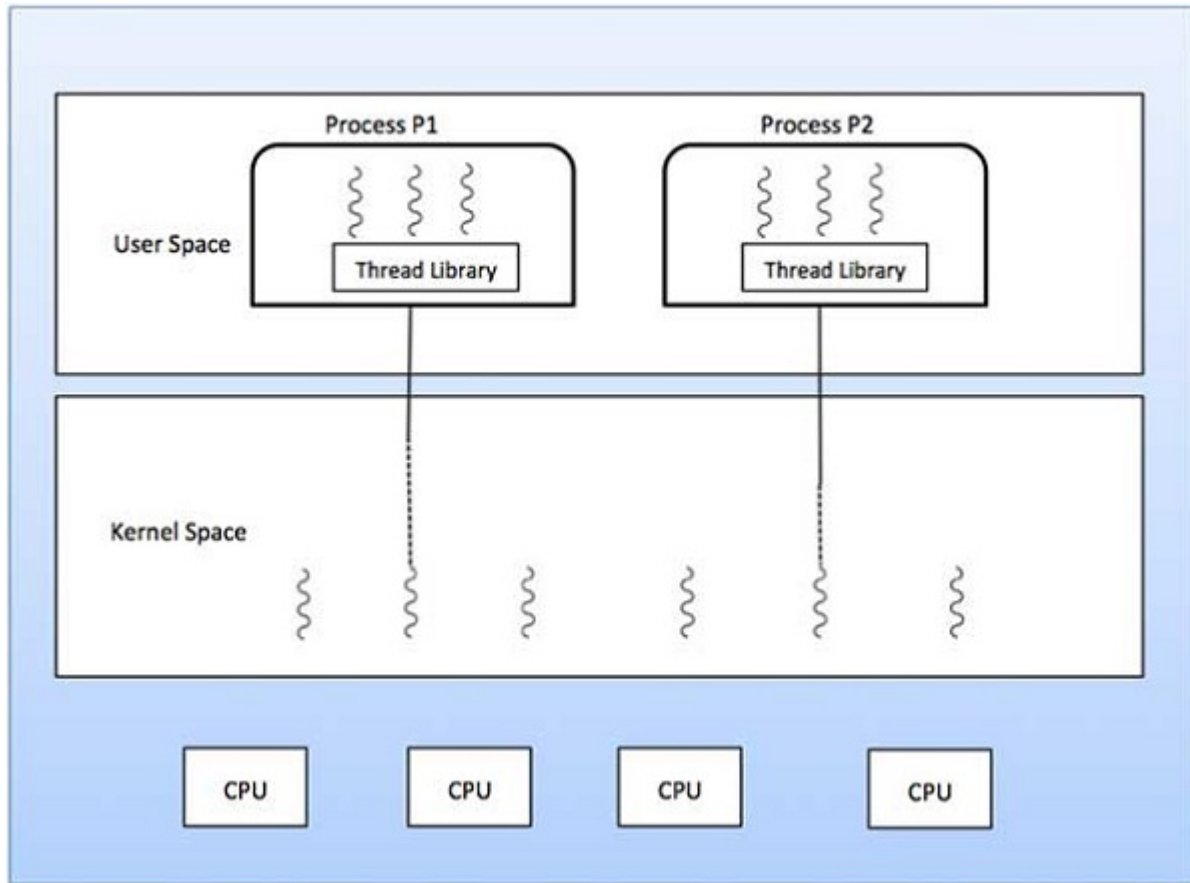 Process P1
Process P2
User Space
Thread Library
Thread Library
Kernel Space
CPU
CPU
CPU
CPU